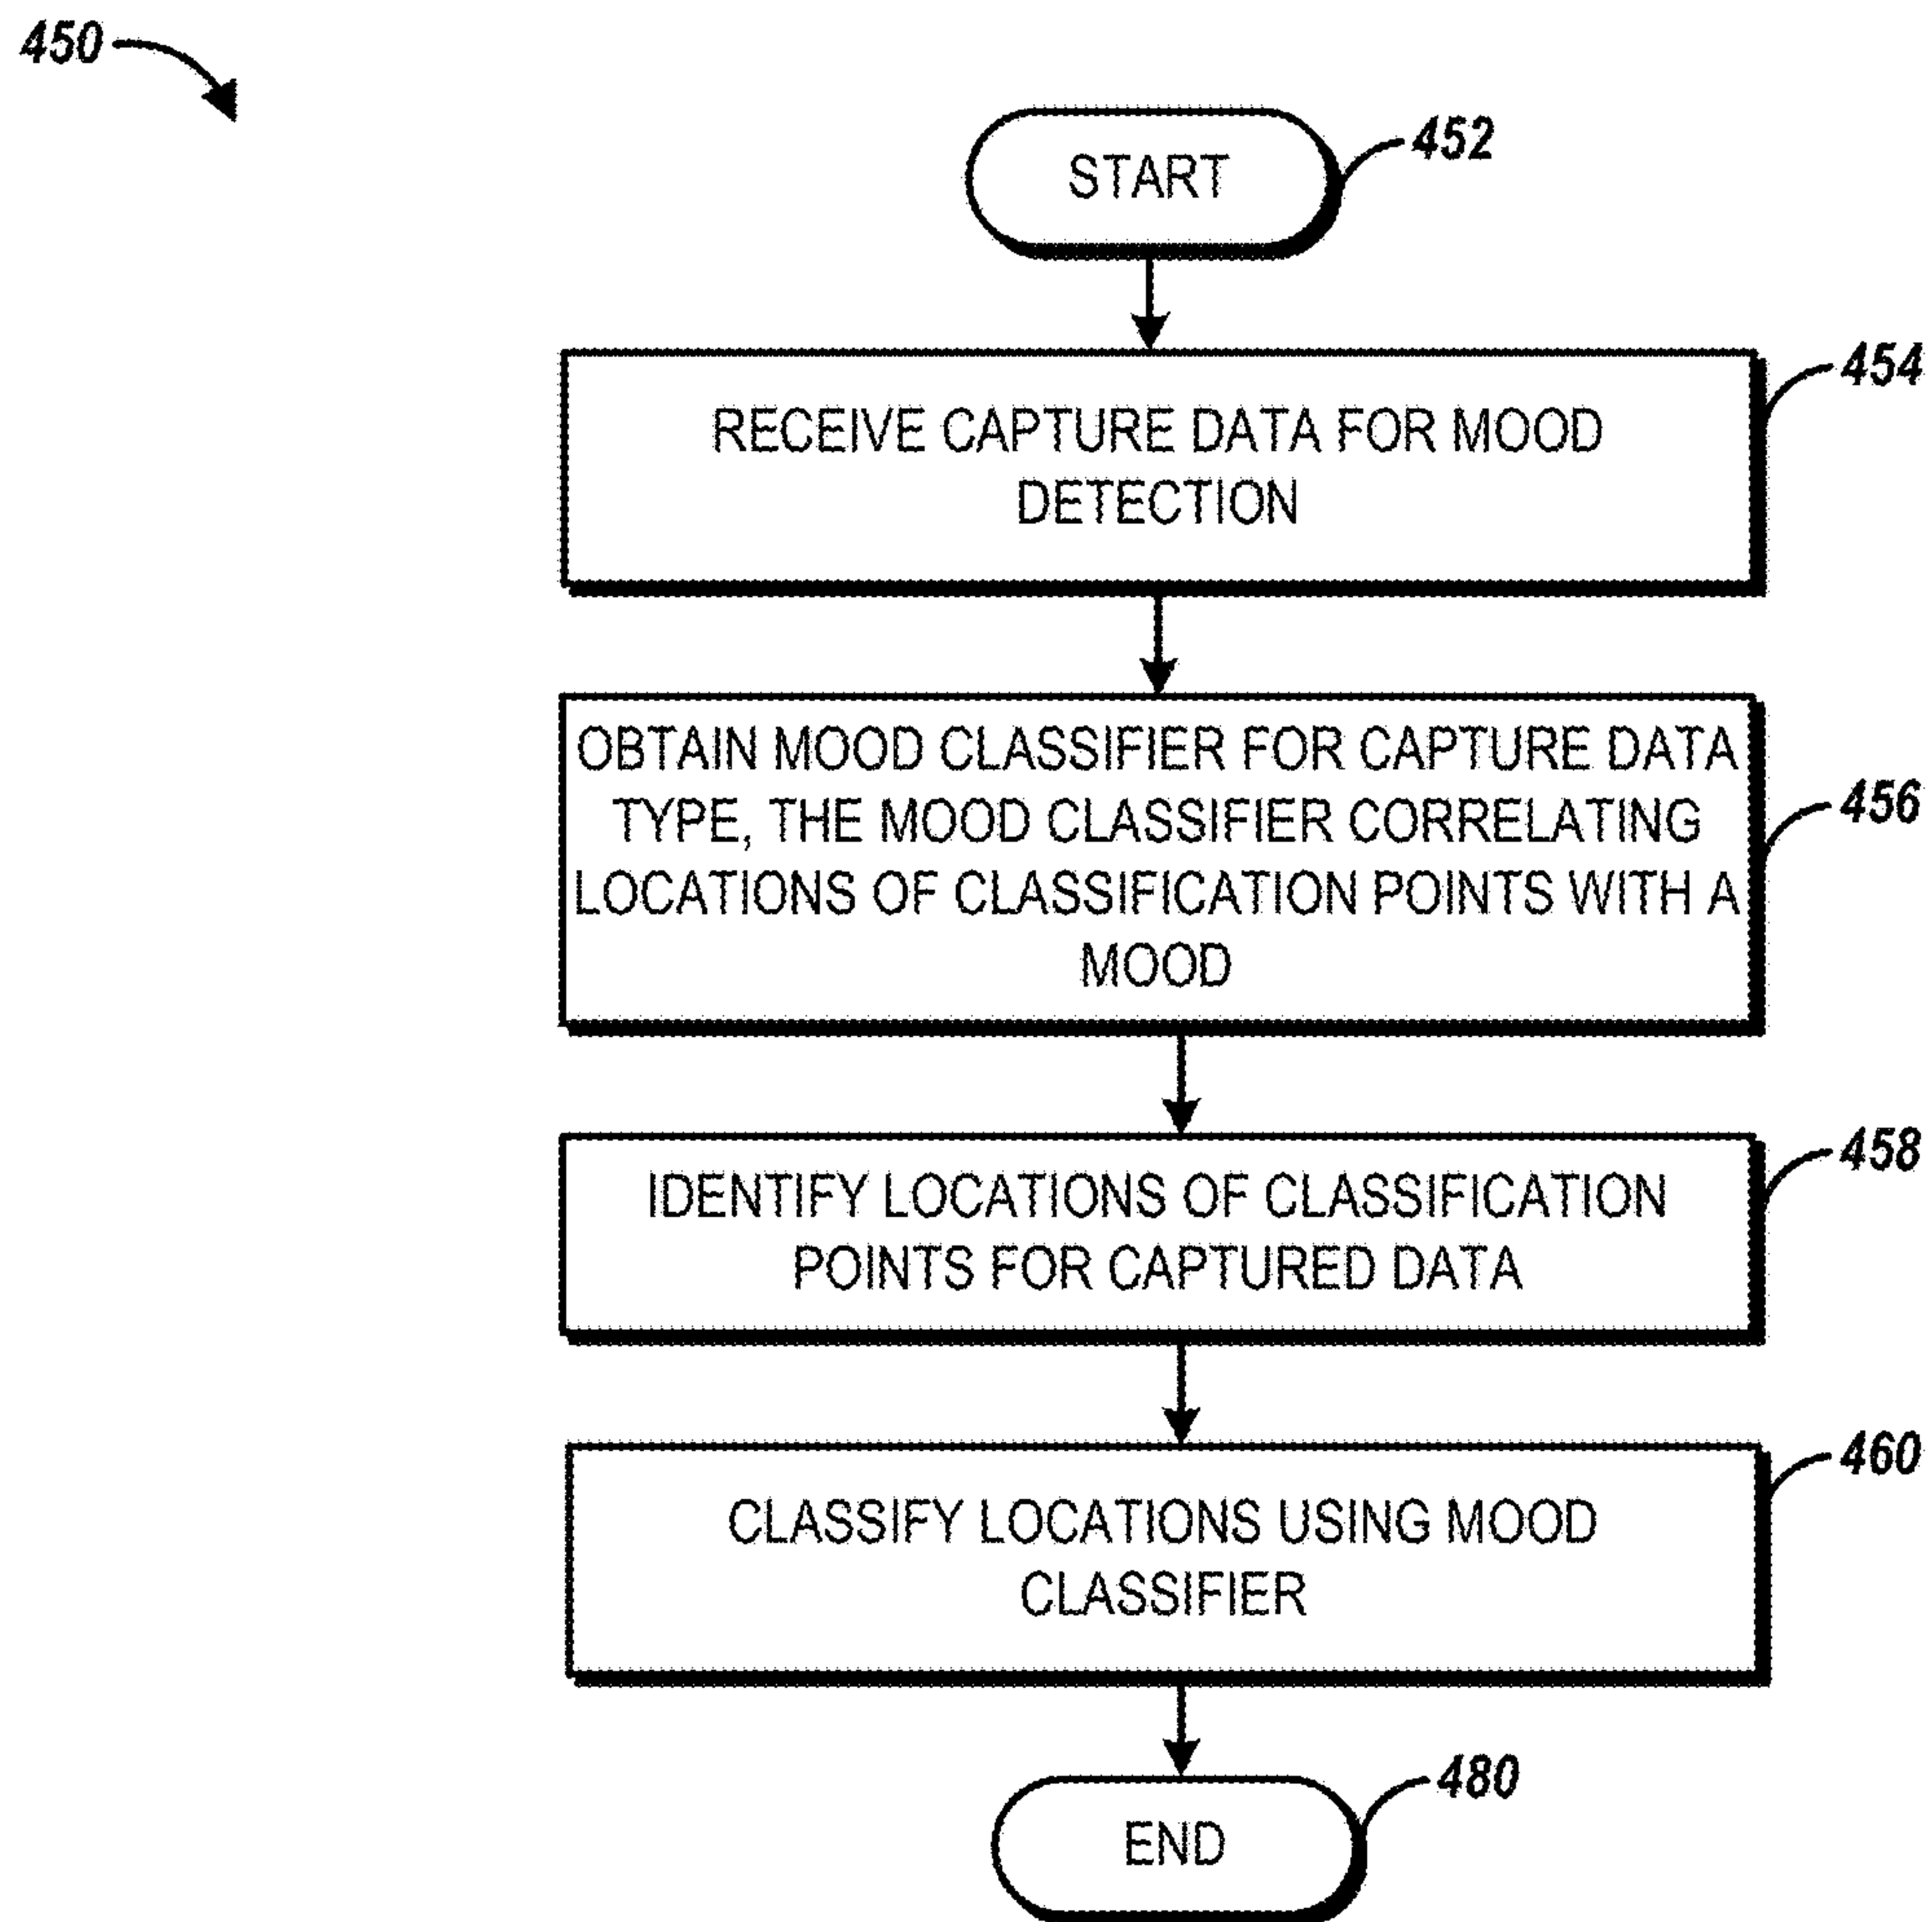 450
START
452
RECEIVE CAPTURE DATA FOR MOOD
DETECTION
454
OBTAIN MOOD CLASSIFIER FOR CAPTURE DATA
TYPE, THE MOOD CLASSIFIER CORRELATING
LOCATIONS OF CLASSIFICATION POINTS WITH A
MOOD
456
IDENTIFY LOCATIONS OF CLASSIFICATION
POINTS FOR CAPTURED DATA
458
CLASSIFY LOCATIONS USING MOOD
CLASSIFIER
460
END
480